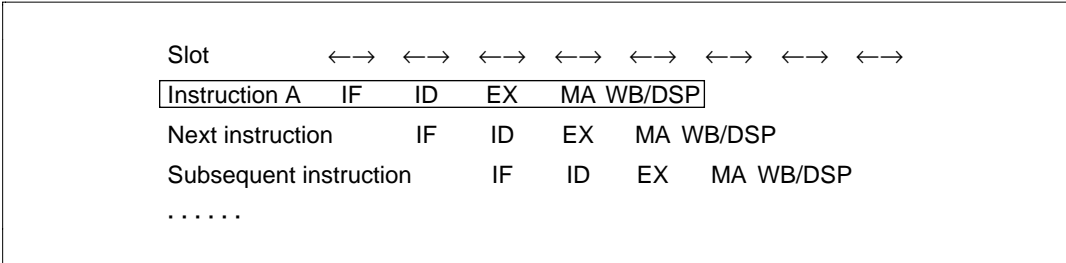 Slot ←→ ←→ ←→ ←→ ←→ ←→ ←→ ←→
Instruction A IF ID EX MA WB/DSP
Next instruction IF ID EX MA WB/DSP
Subsequent instruction IF ID EX MA WB/DSP
. . . . . .